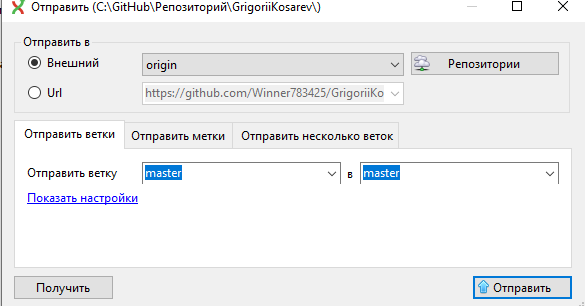 Отправить (C:\GitHub\Репозиторий\GrigoriiKosarev\)
Отправить в
Внешний origin Репозитории
Url https://github.com/Winner783425/GrigoriiKo
Отправить ветки Отправить метки Отправить несколько веток
Отправить ветку master в master
Показать настройки
Получить Отправить